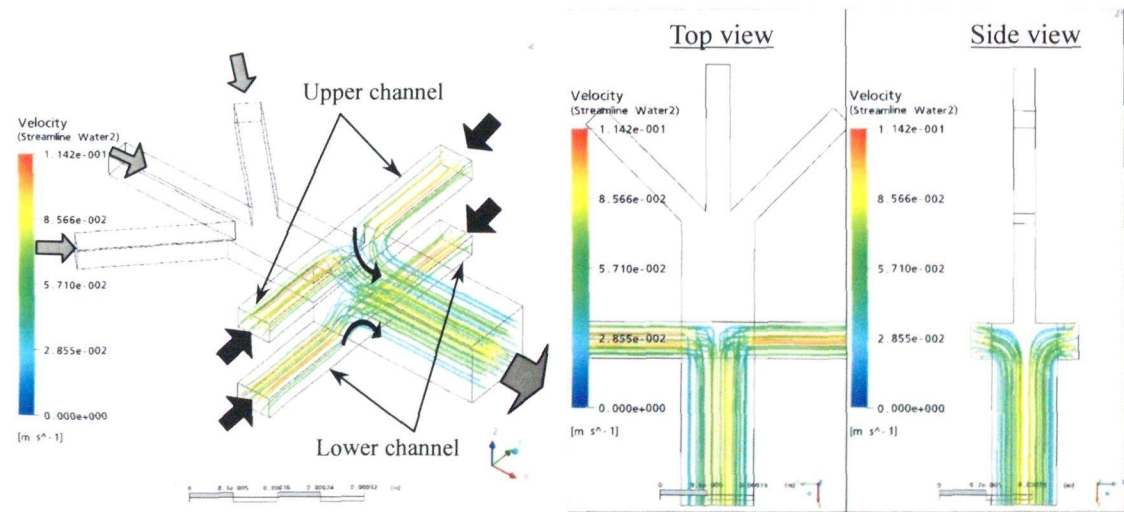 Upper channel
Velocity
(Streamline Water2)
1.142e-001
8.566e-002
5.710e-002
2.855e-002
0.000e+000
[m s^-1]
Lower channel
Top view
Velocity
(Streamline Water2)
1.142e-001
8.566e-002
5.710e-002
2.855e-002
0.000e+000
[m s^-1]
Side view
Velocity
(Streamline Water2)
1.142e-001
8.566e-002
5.710e-002
2.855e-002
0.000e+000
[m s^-1]